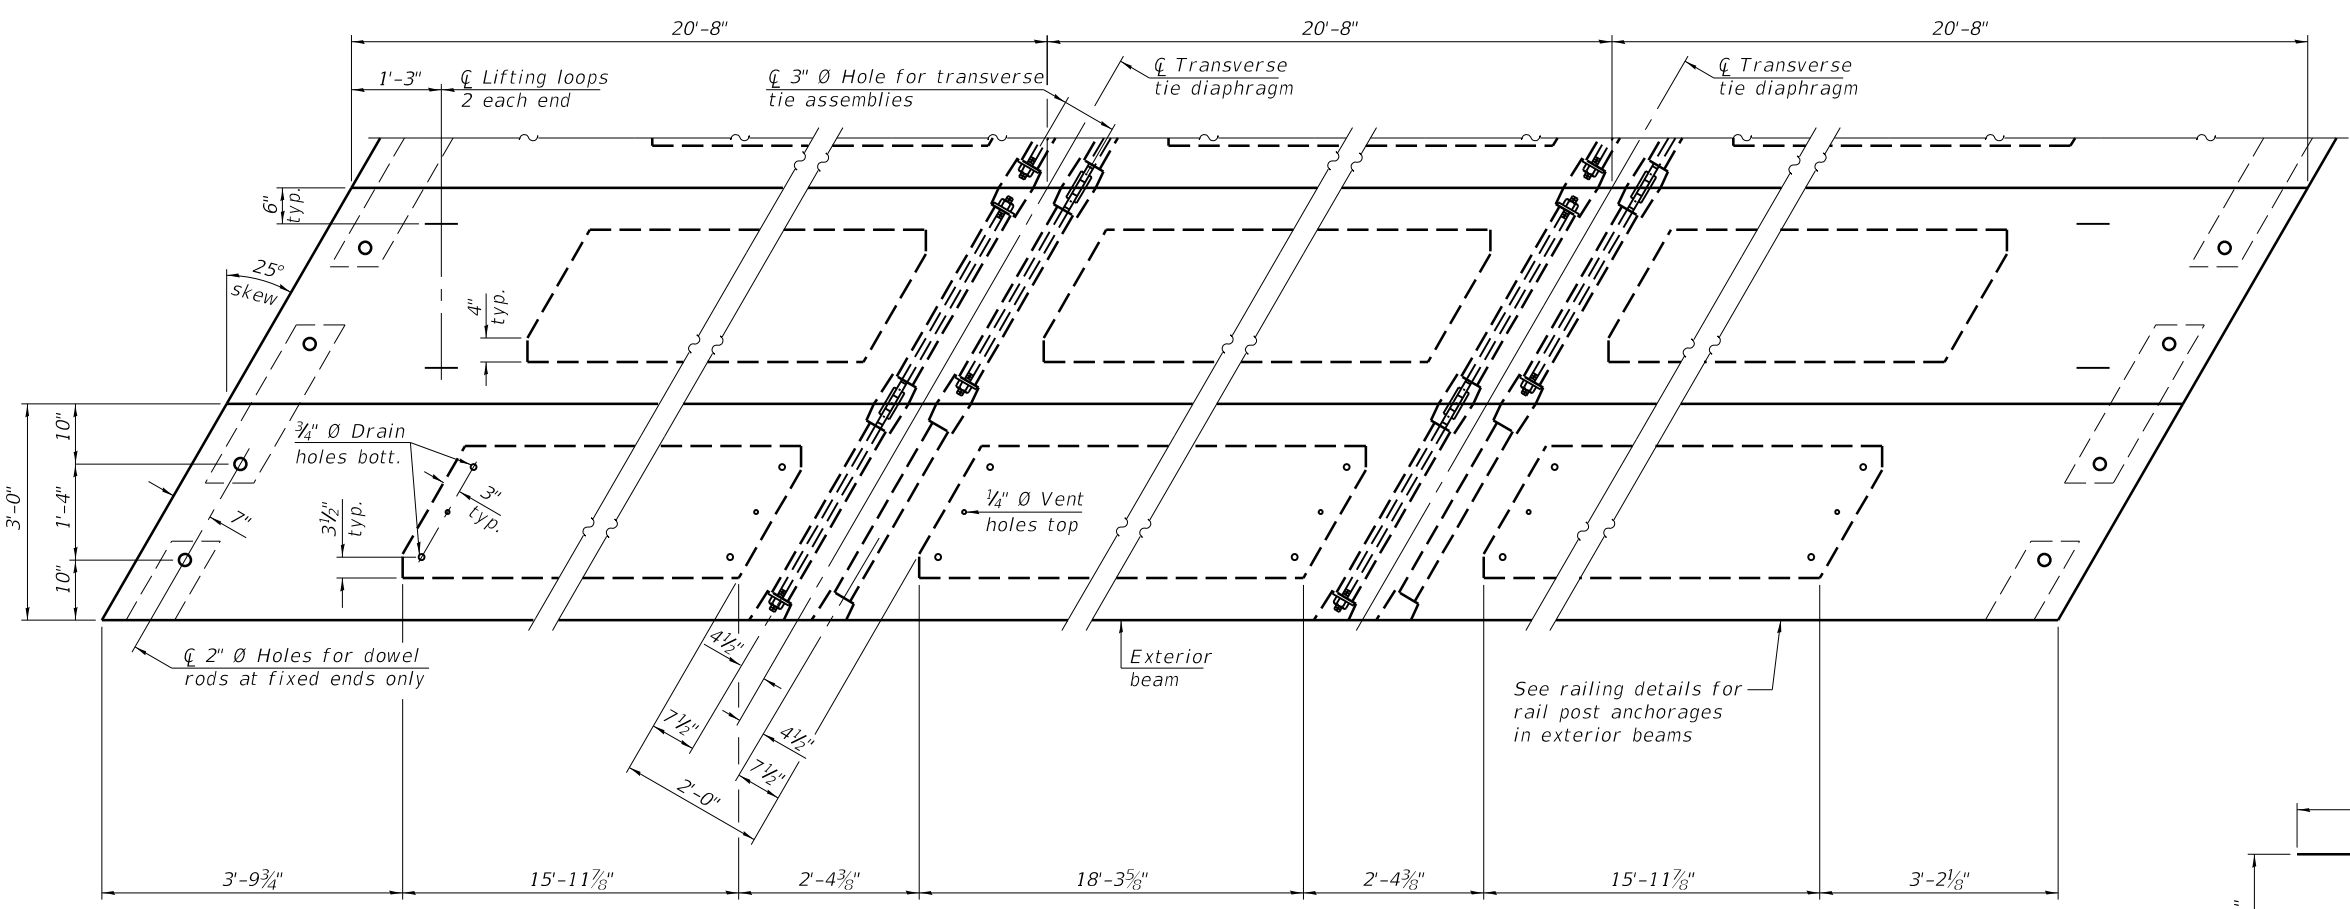 20'-8" 20'-8" 20'-8"
1'-3"
℄ Lifting loops
2 each end
℄ 3" Ø Hole for transverse
tie assemblies
℄ Transverse
tie diaphragm
℄ Transverse
tie diaphragm
6"
typ.
25°
skew
4"
typ.
10"
3'-0"
1'-4"
10"
¾" Ø Drain
holes bott.
3"
typ.
3½"
typ.
7"
¼" Ø Vent
holes top
℄ 2" Ø Holes for dowel
rods at fixed ends only
4½"
7½"
4½"
7½"
2'-0"
Exterior
beam
See railing details for
rail post anchorages
in exterior beams
3'-9¾" 15'-11⅞" 2'-4⅜" 18'-3⅝" 2'-4⅜" 15'-11⅞" 3'-2⅛"
"